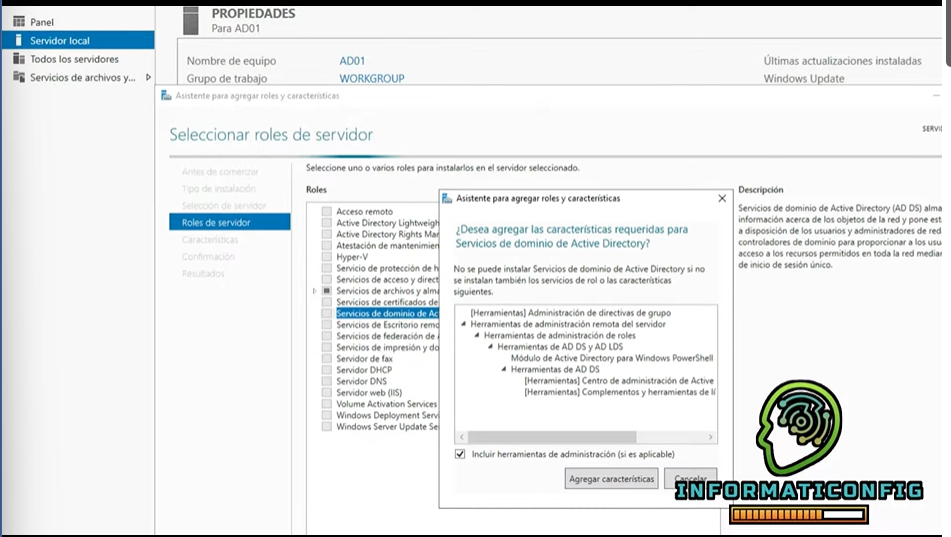 Panel
Servidor local
Todos los servidores
Servicios de archivos y...
PROPIEDADES
Para AD01
Nombre de equipo AD01
Grupo de trabajo WORKGROUP
Últimas actualizaciones instaladas
Windows Update
Asistente para agregar roles y características
Seleccionar roles de servidor
SERVI
Antes de comenzar
Tipo de instalación
Selección de servidor
Roles de servidor
Características
Confirmación
Resultados
Seleccione uno o varios roles para instalarlos en el servidor seleccionado.
Roles
Acceso remoto
Active Directory Lightweigh
Active Directory Rights Mar
Atestación de mantenimien
Hyper-V
Servicio de protección de h
Servicios de acceso y direct
Servicios de archivos y alma
Servicios de certificados de
Servicios de dominio de Ac
Servicios de Escritorio remo
Servicios de federación de
Servicios de impresión y do
Servidor de fax
Servidor DHCP
Servidor DNS
Servidor web (IIS)
Volume Activation Services
Windows Deployment Servi
Windows Server Update Se
Asistente para agregar roles y características
¿Desea agregar las características requeridas para
Servicios de dominio de Active Directory?
No se puede instalar Servicios de dominio de Active Directory si no
se instalan también los servicios de rol o las características
siguientes.
[Herramientas] Administración de directivas de grupo
Herramientas de administración remota del servidor
Herramientas de administración de roles
Herramientas de AD DS y AD LDS
Módulo de Active Directory para Windows PowerShell
Herramientas de AD DS
[Herramientas] Centro de administración de Active
[Herramientas] Complementos y herramientas de lí
Incluir herramientas de administración (si es aplicable)
Agregar características
Cancelar
Descripción
Servicios de dominio de Active Directory (AD DS) alma
información acerca de los objetos de la red y pone est
a disposición de los usuarios y administradores de red
controladores de dominio para proporcionar a los usua
acceso a los recursos permitidos en toda la red mediar
de inicio de sesión único.
INFORMATICONFIG